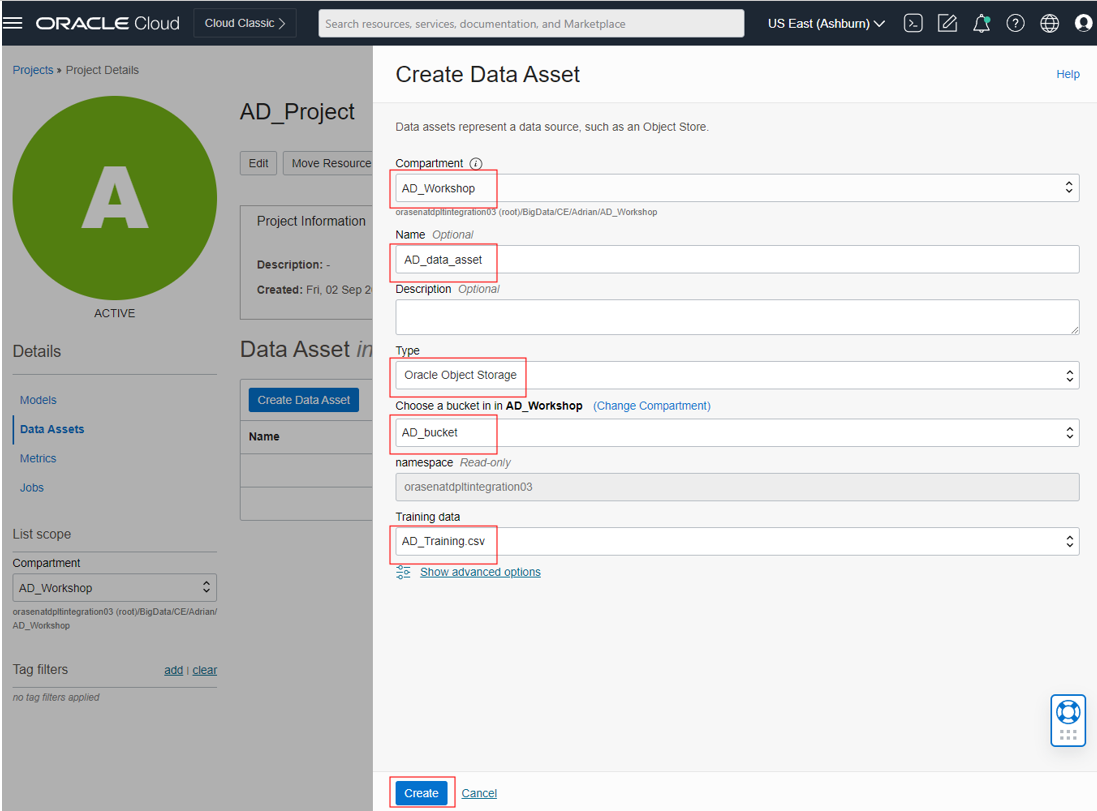 ORACLE Cloud
Cloud Classic
Search resources, services, documentation, and Marketplace
US East (Ashburn)
Projects » Project Details
A
ACTIVE
AD_Project
Edit
Move Resource
Project Information
Description: -
Created: Fri, 02 Sep 2
Details
Models
Data Assets
Metrics
Jobs
List scope
Compartment
AD_Workshop
orasenatdpltintegration03 (root)/BigData/CE/Adrian/
AD_Workshop
Tag filters
add | clear
no tag filters applied
Data Asset in
Create Data Asset
Name
Create Data Asset
Help
Data assets represent a data source, such as an Object Store.
Compartment
AD_Workshop
orasenatdpltintegration03 (root)/BigData/CE/Adrian/AD_Workshop
Name Optional
AD_data_asset
Description Optional
Type
Oracle Object Storage
Choose a bucket in in AD_Workshop (Change Compartment)
AD_bucket
namespace Read-only
orasenatdpltintegration03
Training data
AD_Training.csv
Show advanced options
Create
Cancel